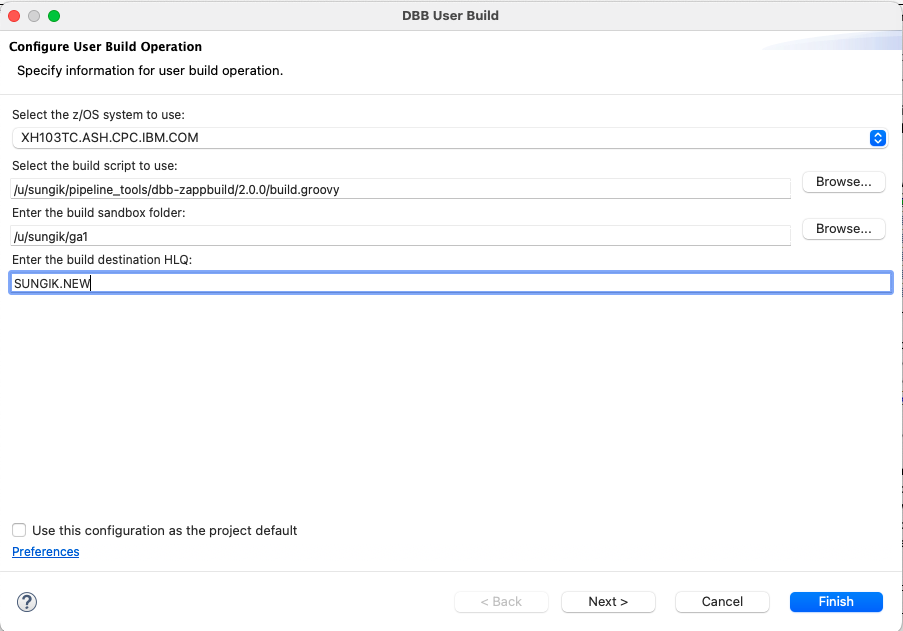 DBB User Build
Configure User Build Operation
Specify information for user build operation.
Select the z/OS system to use:
XH103TC.ASH.CPC.IBM.COM
Select the build script to use:
/u/sungik/pipeline_tools/dbb-zappbuild/2.0.0/build.groovy
Browse...
Enter the build sandbox folder:
/u/sungik/ga1
Browse...
Enter the build destination HLQ:
SUNGIK.NEW
Use this configuration as the project default
Preferences
?
< Back
Next >
Cancel
Finish